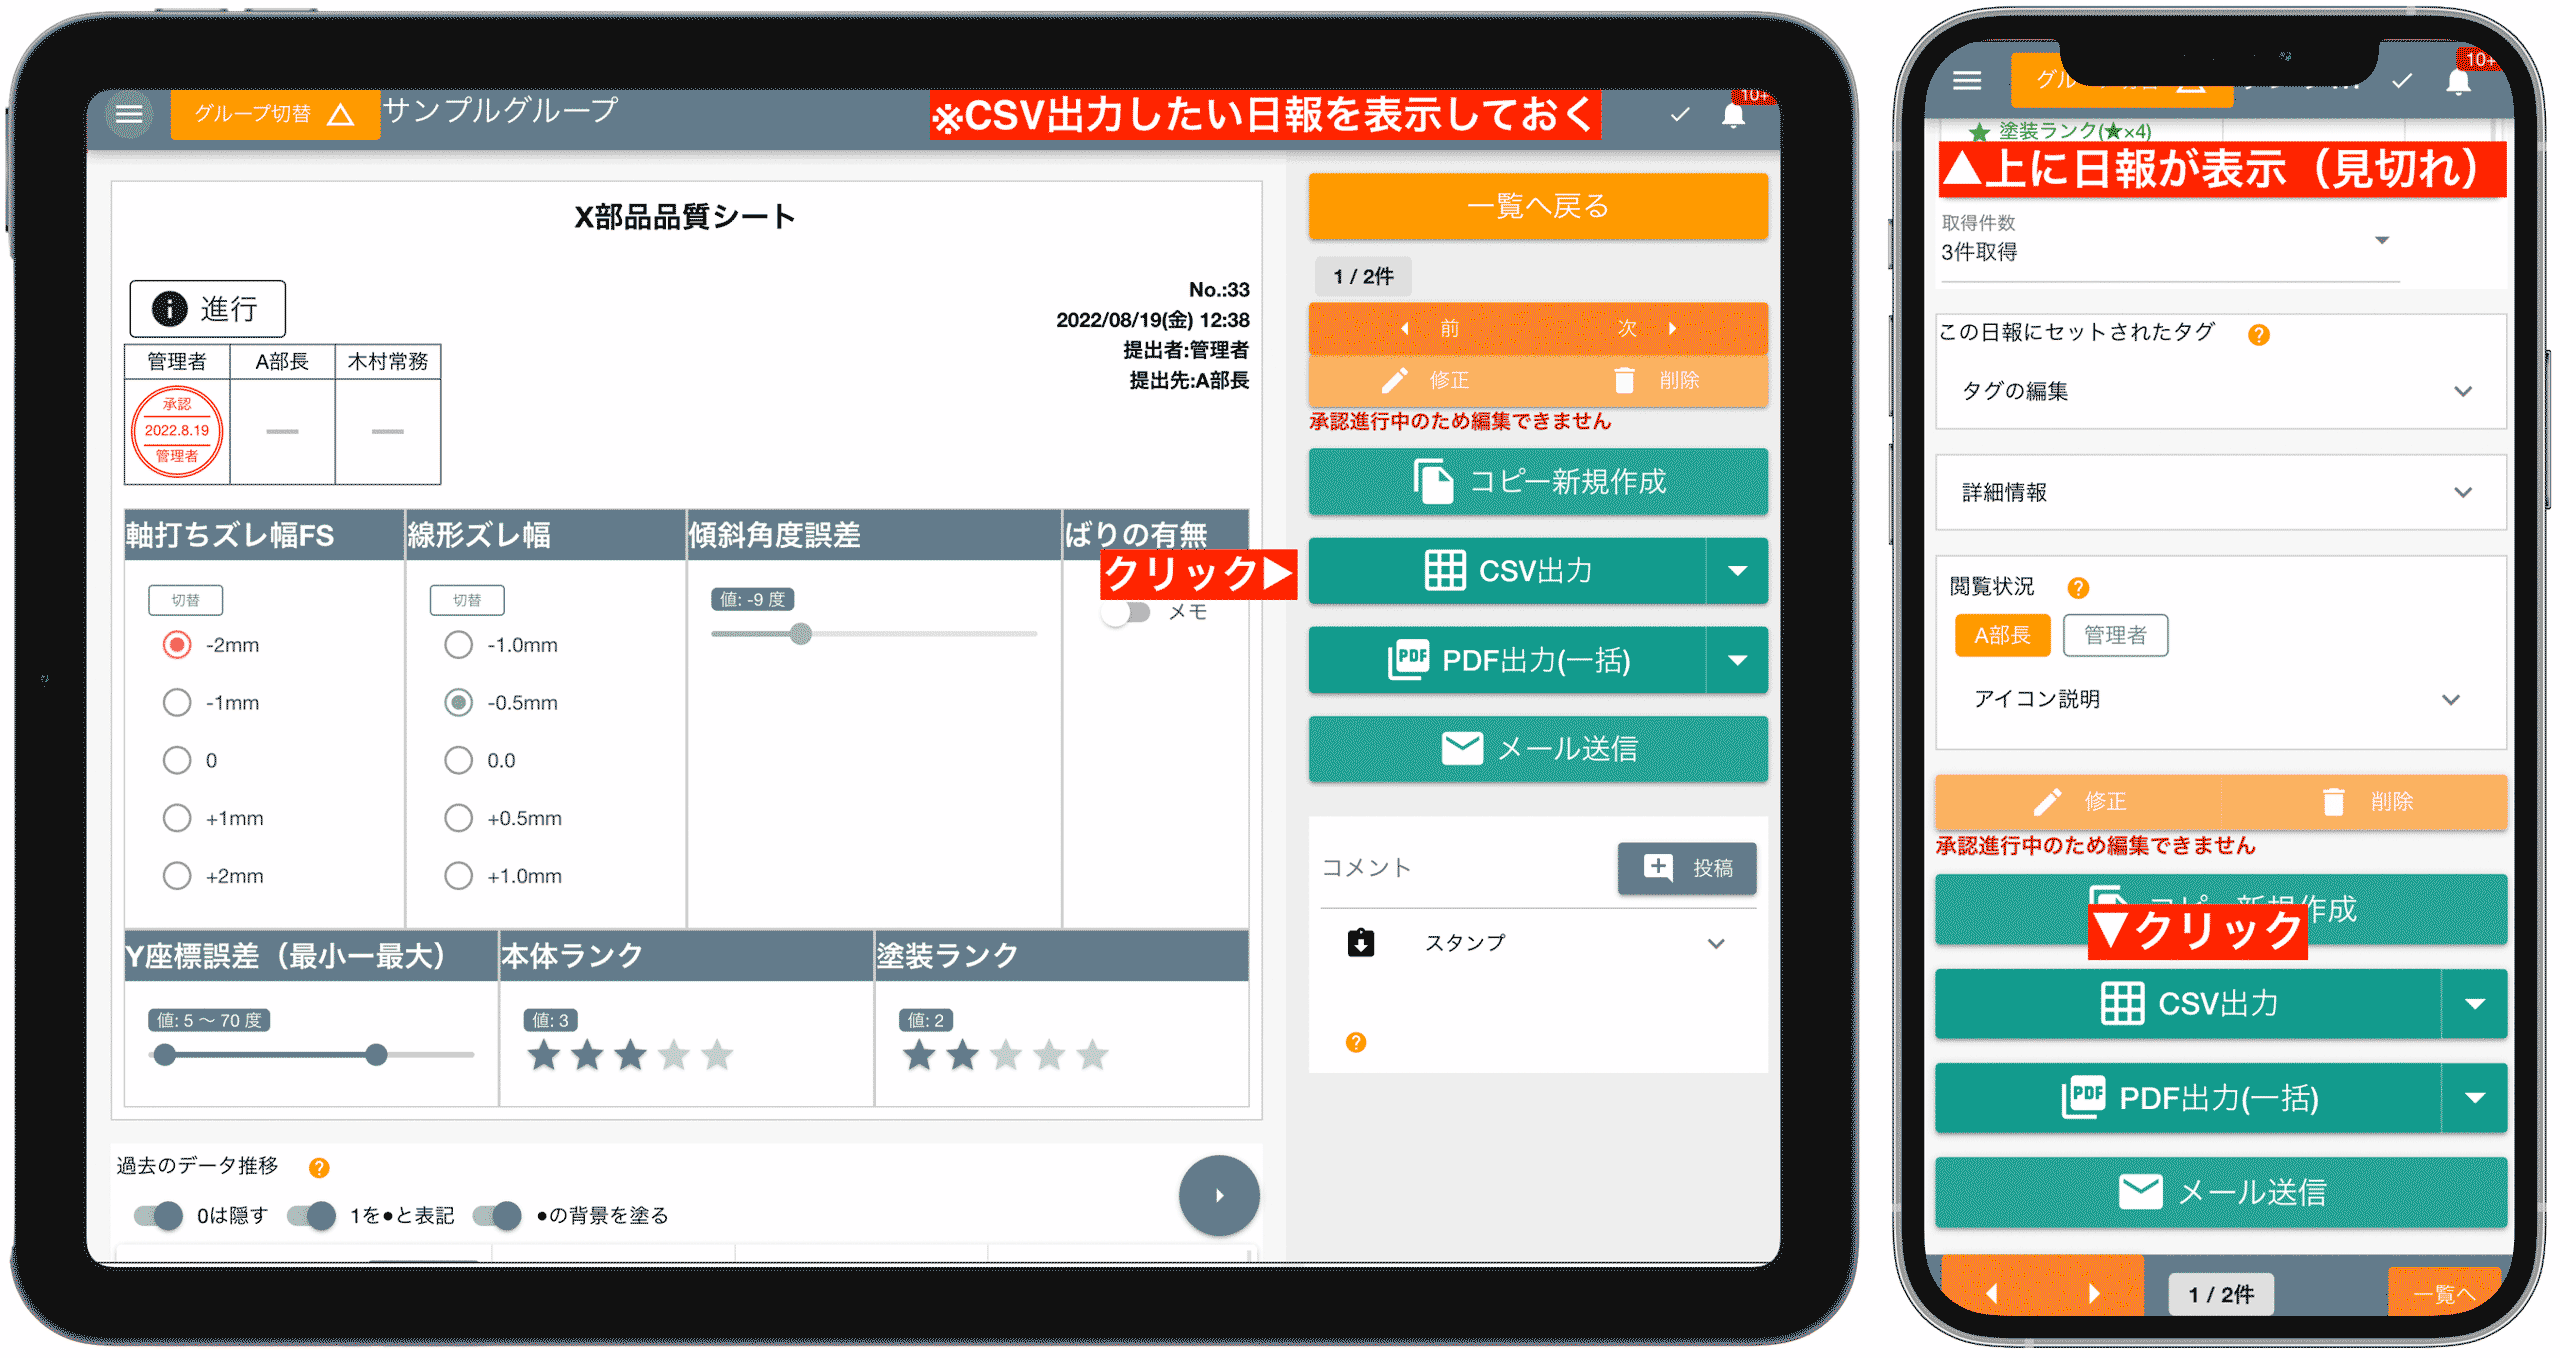 グループ切替
サンプルグループ
※CSV出力したい日報を表示しておく
10+
X部品品質シート
進行
No.:33
2022/08/19(金) 12:38
提出者:管理者
提出先:A部長
管理者 A部長 木村常務
承認
2022.8.19
管理者
軸打ちズレ幅FS 線形ズレ幅 傾斜角度誤差 ばりの有無
切替 切替 値: -9 度 メモ
クリック▶
-2mm -1.0mm
-1mm -0.5mm
0 0.0
+1mm +0.5mm
+2mm +1.0mm
Y座標誤差（最小ー最大） 本体ランク 塗装ランク
値: 5 〜 70 度 値: 3 値: 2
過去のデータ推移 ?
0は隠す 1を●と表記 ●の背景を塗る
一覧へ戻る
1 / 2件
前 次
修正 削除
承認進行中のため編集できません
コピー新規作成
CSV出力
PDF PDF出力(一括)
メール送信
コメント 投稿
スタンプ
?
10+
★ 塗装ランク(★×4)
▲上に日報が表示（見切れ）
取得件数
3件取得
この日報にセットされたタグ ?
タグの編集
詳細情報
閲覧状況 ?
A部長 管理者
アイコン説明
修正 削除
承認進行中のため編集できません
▼クリック
CSV出力
PDF PDF出力(一括)
メール送信
1 / 2件
一覧へ